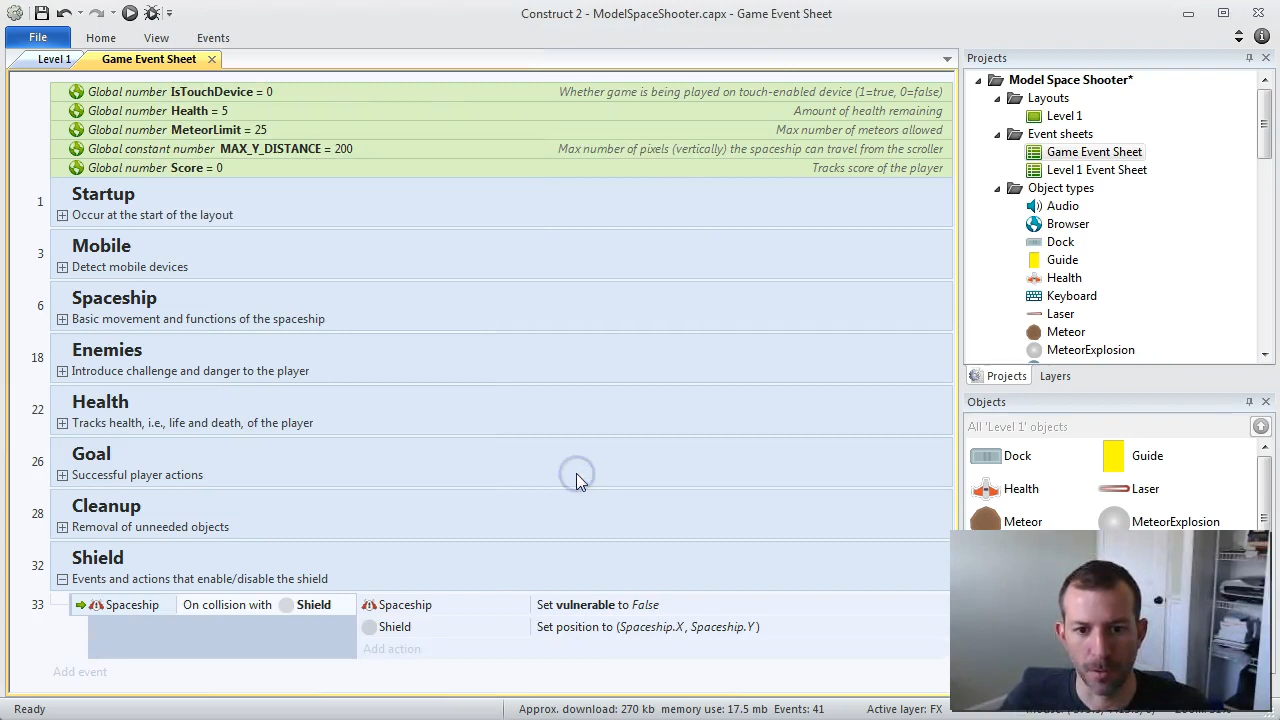 Construct 2 - ModelSpaceShooter.capx - Game Event Sheet
File Home View Events
Level 1 Game Event Sheet
Global number IsTouchDevice = 0 Whether game is being played on touch-enabled device (1=true, 0=false)
Global number Health = 5 Amount of health remaining
Global number MeteorLimit = 25 Max number of meteors allowed
Global constant number MAX_Y_DISTANCE = 200 Max number of pixels (vertically) the spaceship can travel from the scroller
Global number Score = 0 Tracks score of the player
Startup
1 Occur at the start of the layout
Mobile
3 Detect mobile devices
Spaceship
6 Basic movement and functions of the spaceship
Enemies
18 Introduce challenge and danger to the player
Health
22 Tracks health, i.e., life and death, of the player
Goal
26 Successful player actions
Cleanup
28 Removal of unneeded objects
Shield
32 Events and actions that enable/disable the shield
33 Spaceship On collision with Shield Spaceship Set vulnerable to False
Shield Set position to (Spaceship.X, Spaceship.Y)
Add action
Add event
Projects
Model Space Shooter*
Layouts
Level 1
Event sheets
Game Event Sheet
Level 1 Event Sheet
Object types
Audio
Browser
Dock
Guide
Health
Keyboard
Laser
Meteor
MeteorExplosion
Projects Layers
Objects
All 'Level 1' objects
Dock Guide
Health Laser
Meteor MeteorExplosion
Ready Approx. download: 270 kb memory use: 17.5 mb Events: 41 Active layer: FX